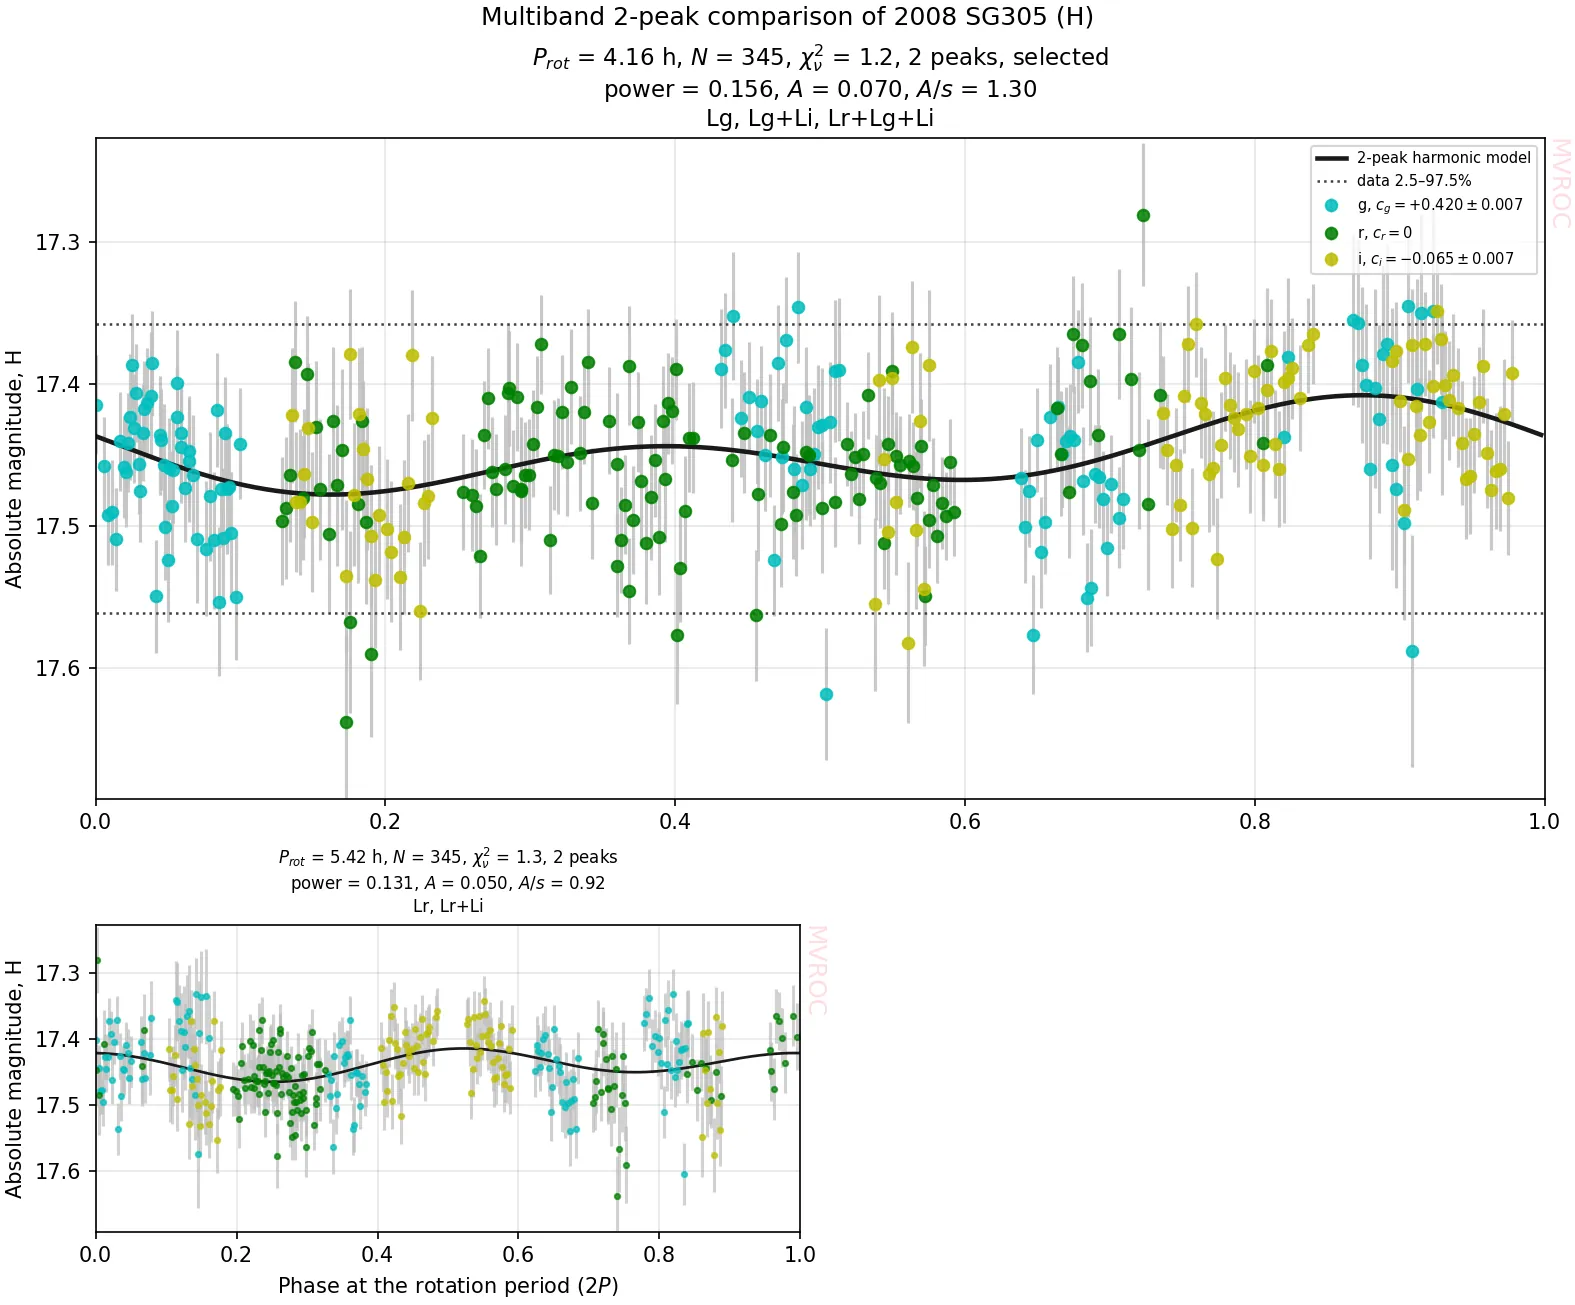 Multiband 2-peak comparison of 2008 SG305 (H)
P_rot = 4.16 h, N = 345, χ²_ν = 1.2, 2 peaks, selected
power = 0.156, A = 0.070, A/s = 1.30
Lg, Lg+Li, Lr+Lg+Li
2-peak harmonic model
data 2.5–97.5%
g, c_g = +0.420 ± 0.007
r, c_r = 0
i, c_i = −0.065 ± 0.007
MVROC
Absolute magnitude, H
17.3
17.4
17.5
17.6
0.0 0.2 0.4 0.6 0.8 1.0
P_rot = 5.42 h, N = 345, χ²_ν = 1.3, 2 peaks
power = 0.131, A = 0.050, A/s = 0.92
Lr, Lr+Li
MVROC
Absolute magnitude, H
17.3
17.4
17.5
17.6
0.0 0.2 0.4 0.6 0.8 1.0
Phase at the rotation period (2P)